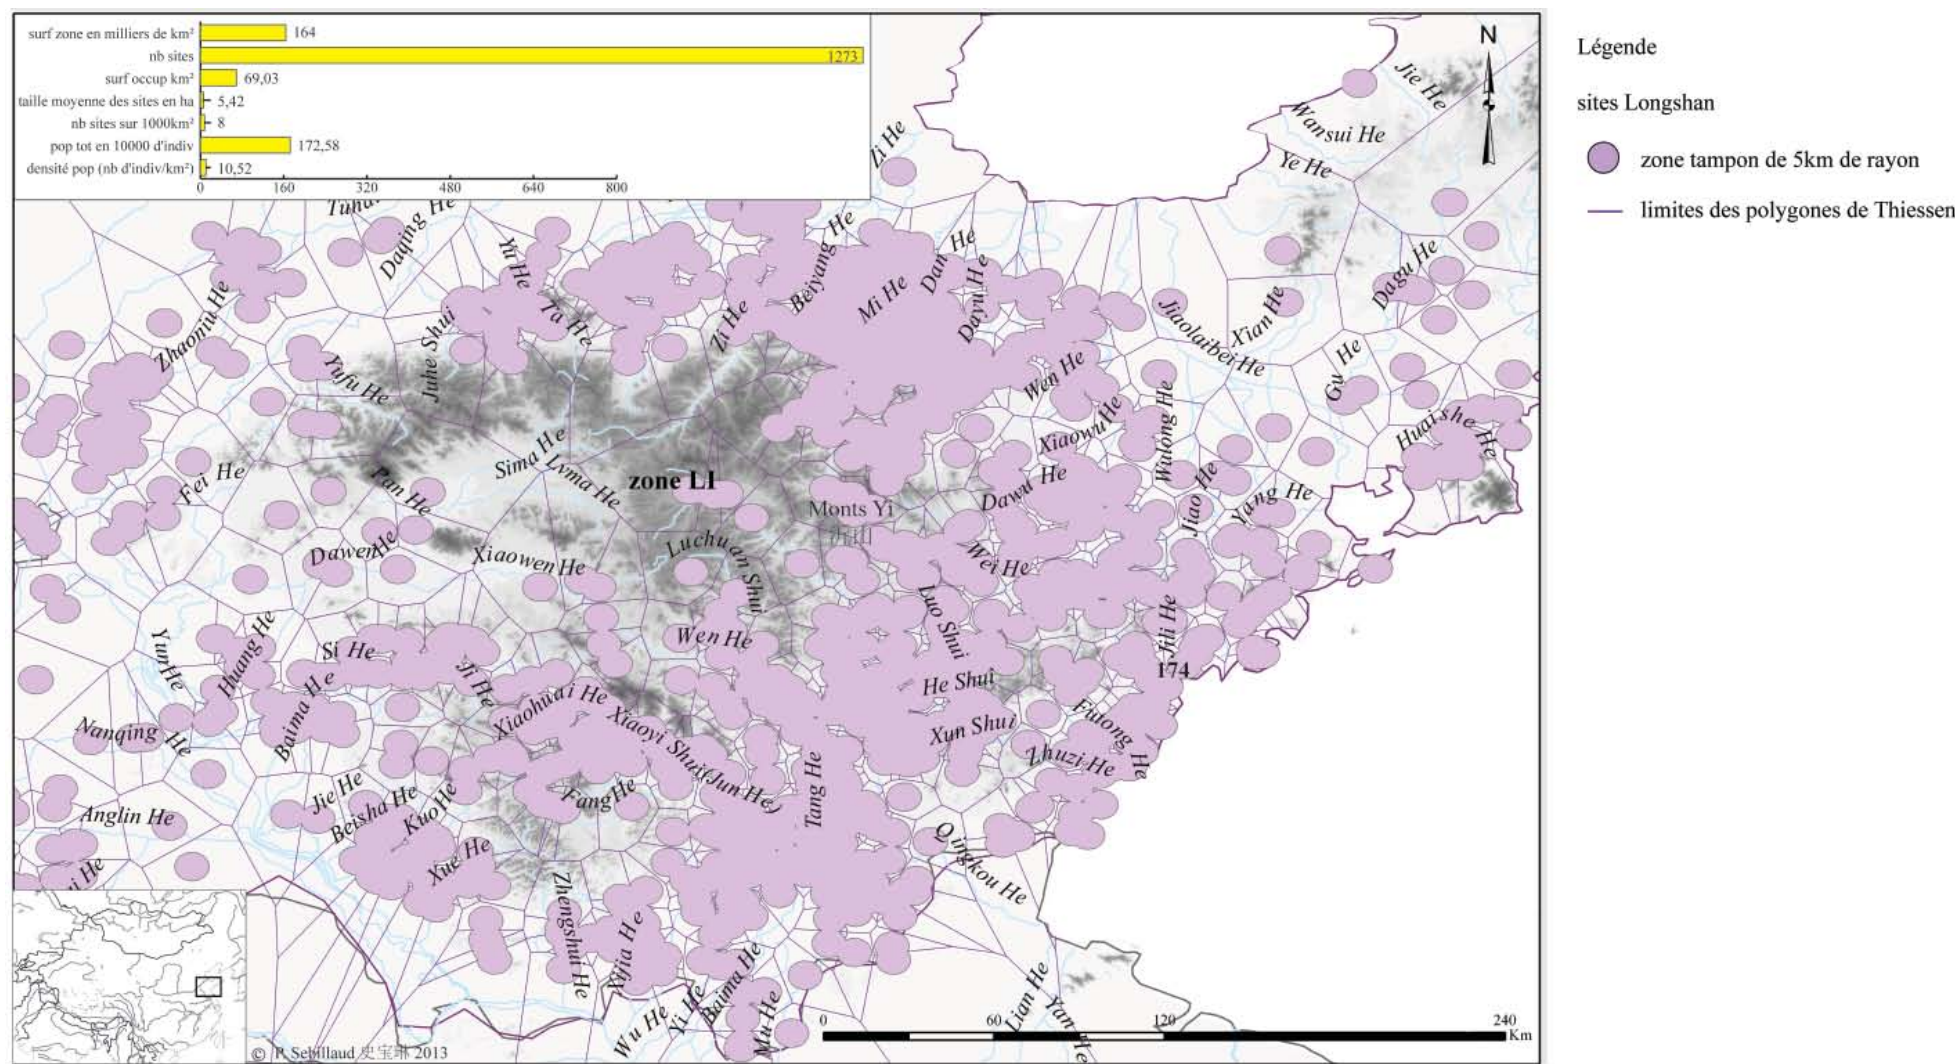 surf zone en milliers de km² 164
nb sites 1273
surf occup km² 69,03
taille moyenne des sites en ha 5,42
nb sites sur 1000km² 8
pop tot en 10000 d'indiv 172,58
densité pop (nb d'indiv/km²) 10,52
0 160 320 480 640 800
N
Légende
sites Longshan
zone tampon de 5km de rayon
limites des polygones de Thiessen
Jie He
Wansui He
Ye He
Zi He
Daqing He
Yu He
Beiyang He
Dan He
Mi He
Dayu He
Dagu He
Zhaoniu He
Juhe Shui
Ta He
Zi He
Jiaolaibei He
Xian He
Gu He
Yufu He
Wen He
Xiaowu He
Wulong He
Huaishe He
Fei He
Pan He
Sima He
Lvma He
zone LI
Monts Yi
沂山
Dawu He
Jiao He
Yang He
Dawen He
Xiaowen He
Luchuan Shui
Wei He
Luo Shui
Jili He
174
Yun He
Huang He
Si He
Wen He
Ji He
Baima He
Xiaohuai He
Xiaoyi Shui (Jun He)
He Shui
Xun Shui
Futong He
Zhuzi He
Nanqing He
Jie He
Beisha He
Kuo He
Fang He
Tang He
Anglin He
Xue He
Qingkou He
Zhengshui He
Xijia He
Wu He
Yi He
Baima He
Mu He
Lian He
Yan He
0 60 120 240
Km
© P. Sebillaud 史宝琳 2013